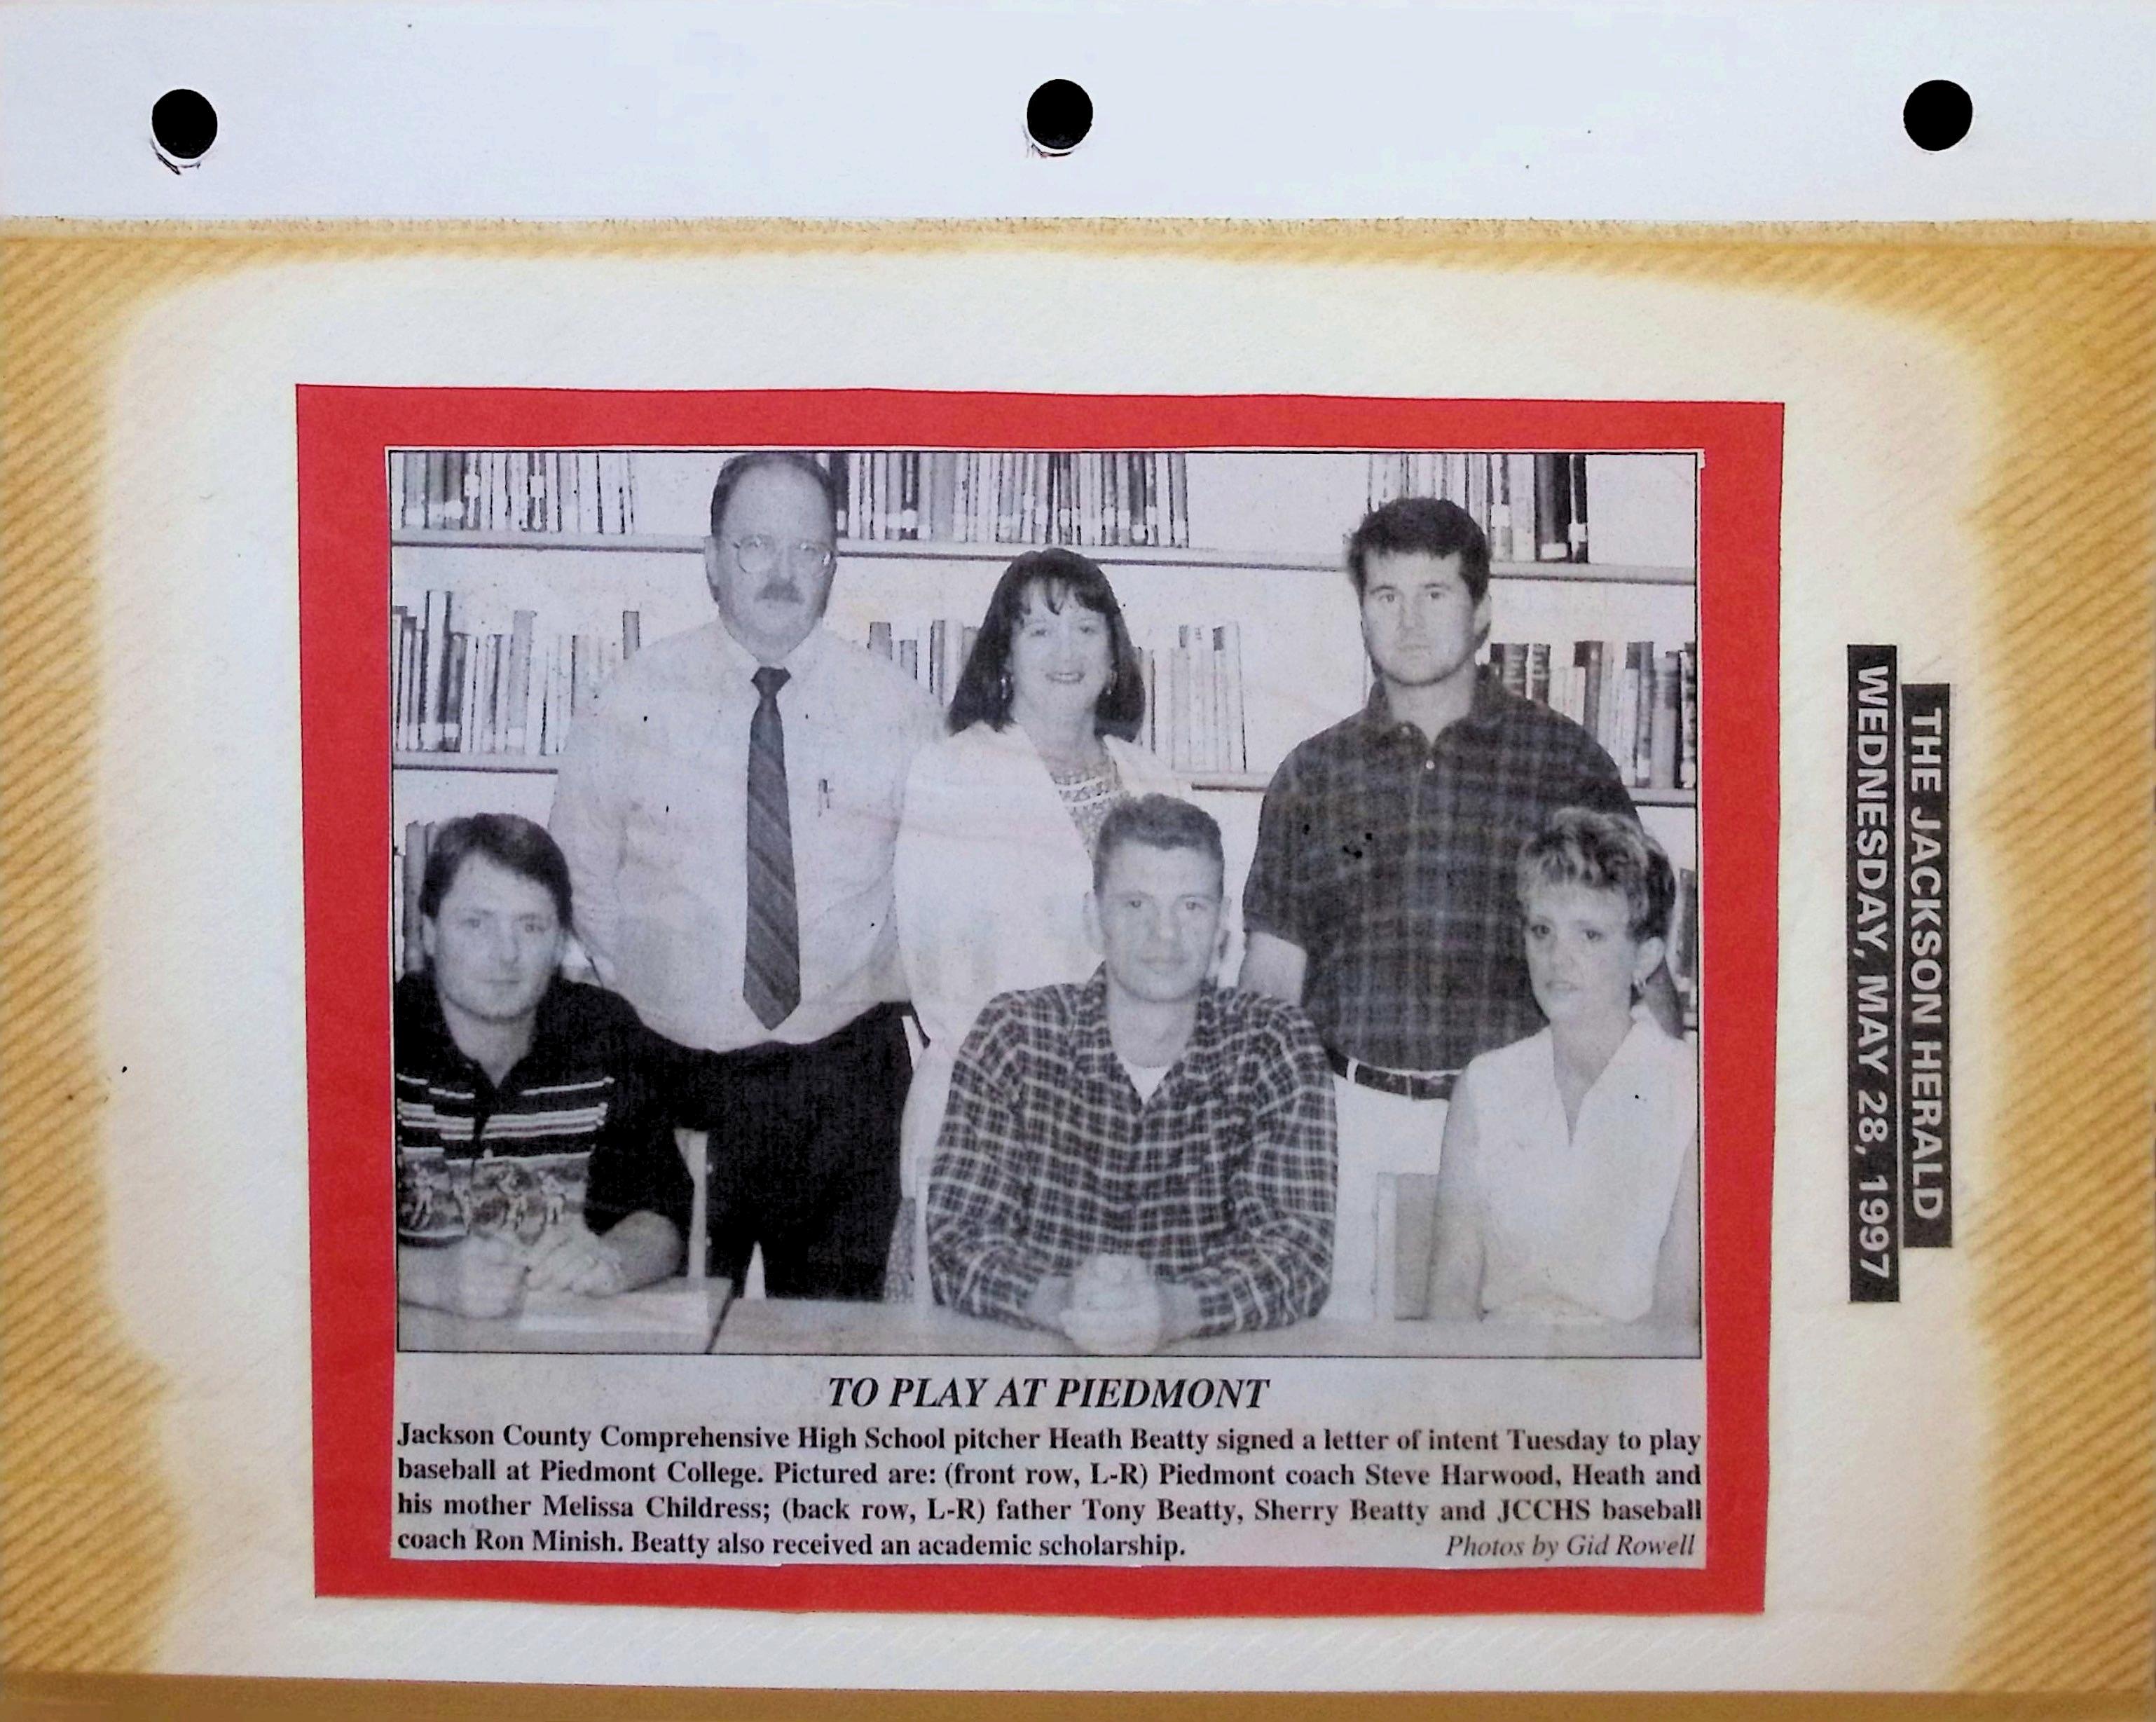 TO PLAY AT PIEDMONT
Jackson County Comprehensive High School pitcher Heath Beatty signed a letter of intent Tuesday to play
baseball at Piedmont College. Pictured are: (front row, L-R) Piedmont coach Steve Harwood, Heath and
his mother Melissa Childress; (back row, L-R) father Tony Beatty, Sherry Beatty and JCCHS baseball
coach Ron Minish. Beatty also received an academic scholarship. Photos by Gid Rowell
THE JACKSON HERALD
WEDNESDAY, MAY 28, 1997